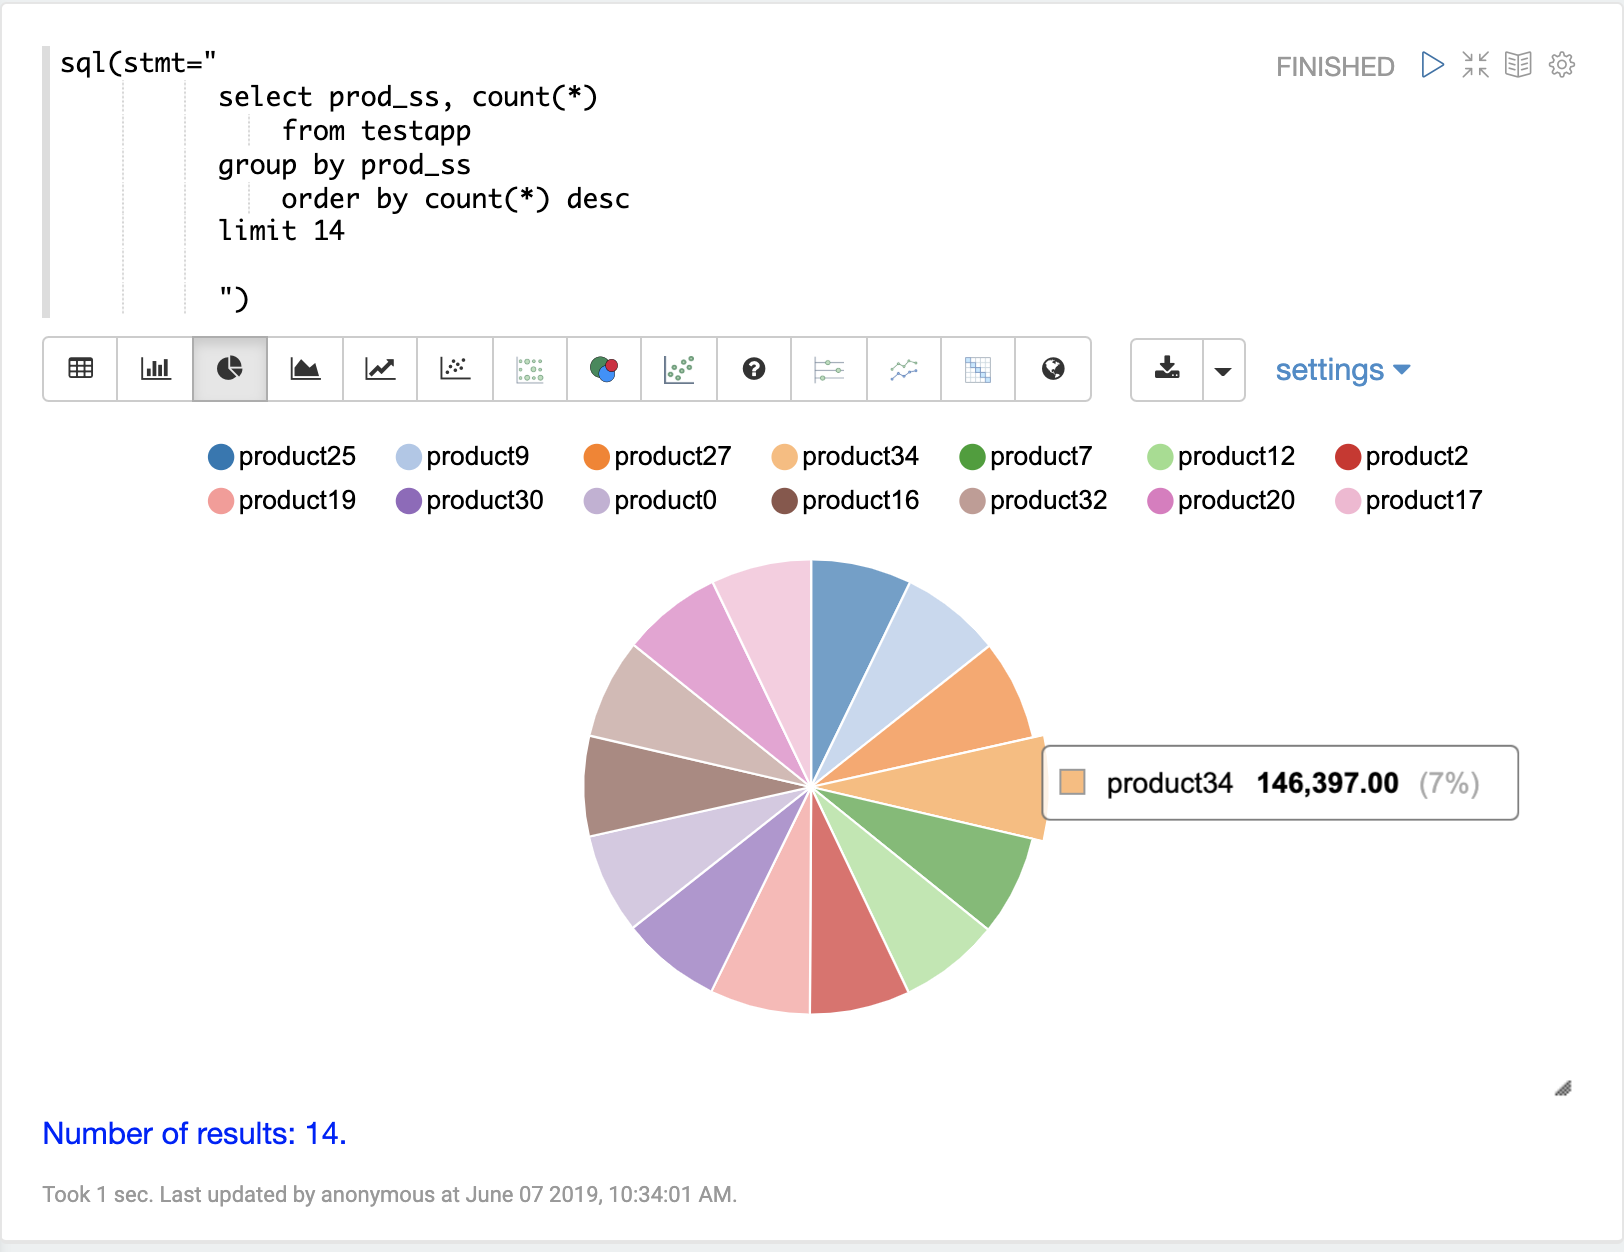 sql(stmt="
FINISHED
select prod_ss, count(*)
from testapp
group by prod_ss
order by count(*) desc
limit 14
")
settings
product25 product9 product27 product34 product7 product12 product2
product19 product30 product0 product16 product32 product20 product17
product34 146,397.00 (7%)
Number of results: 14.
Took 1 sec. Last updated by anonymous at June 07 2019, 10:34:01 AM.